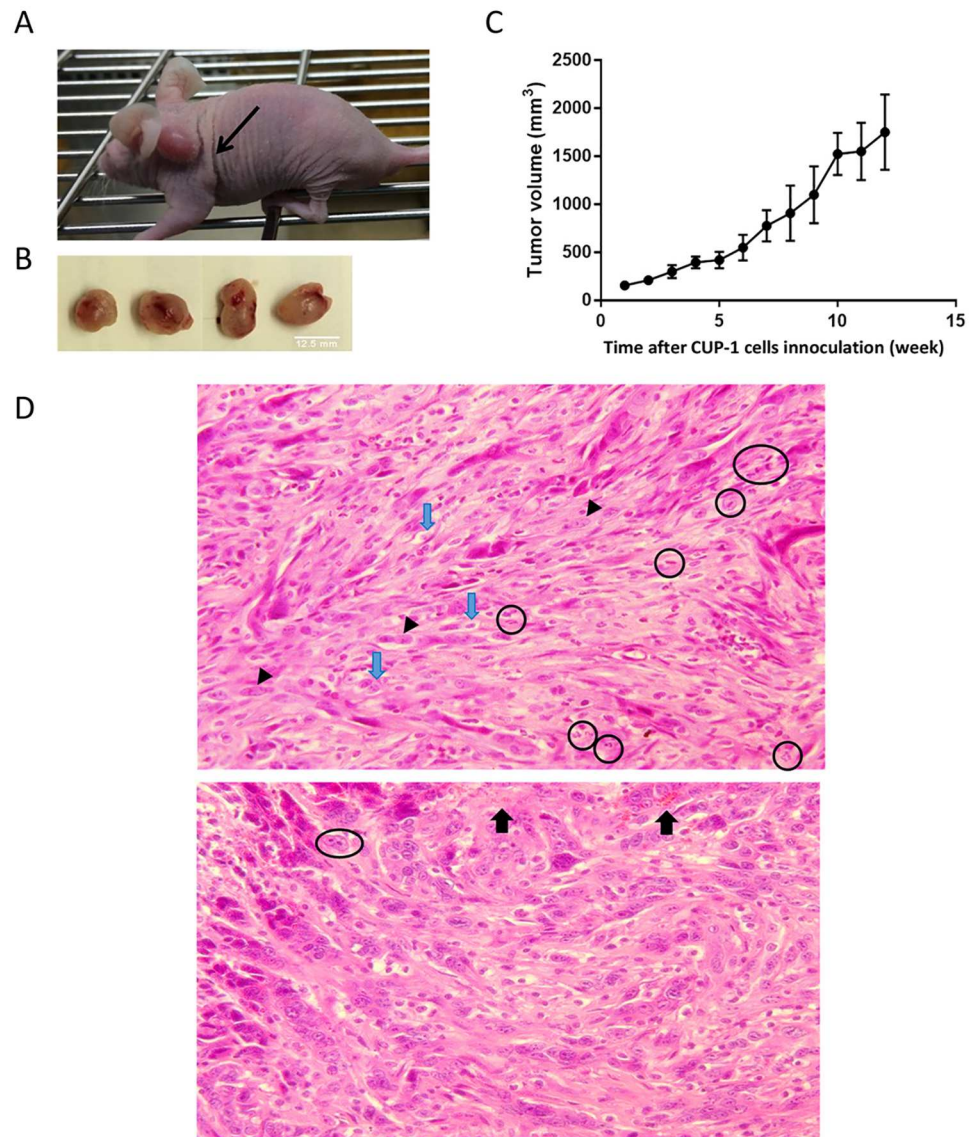 A
C
2500
2000
1500
1000
500
0
Tumor volume (mm3)
0 5 10 15
Time after CUP-1 cells innoculation (week)
B
12.5 mm
D